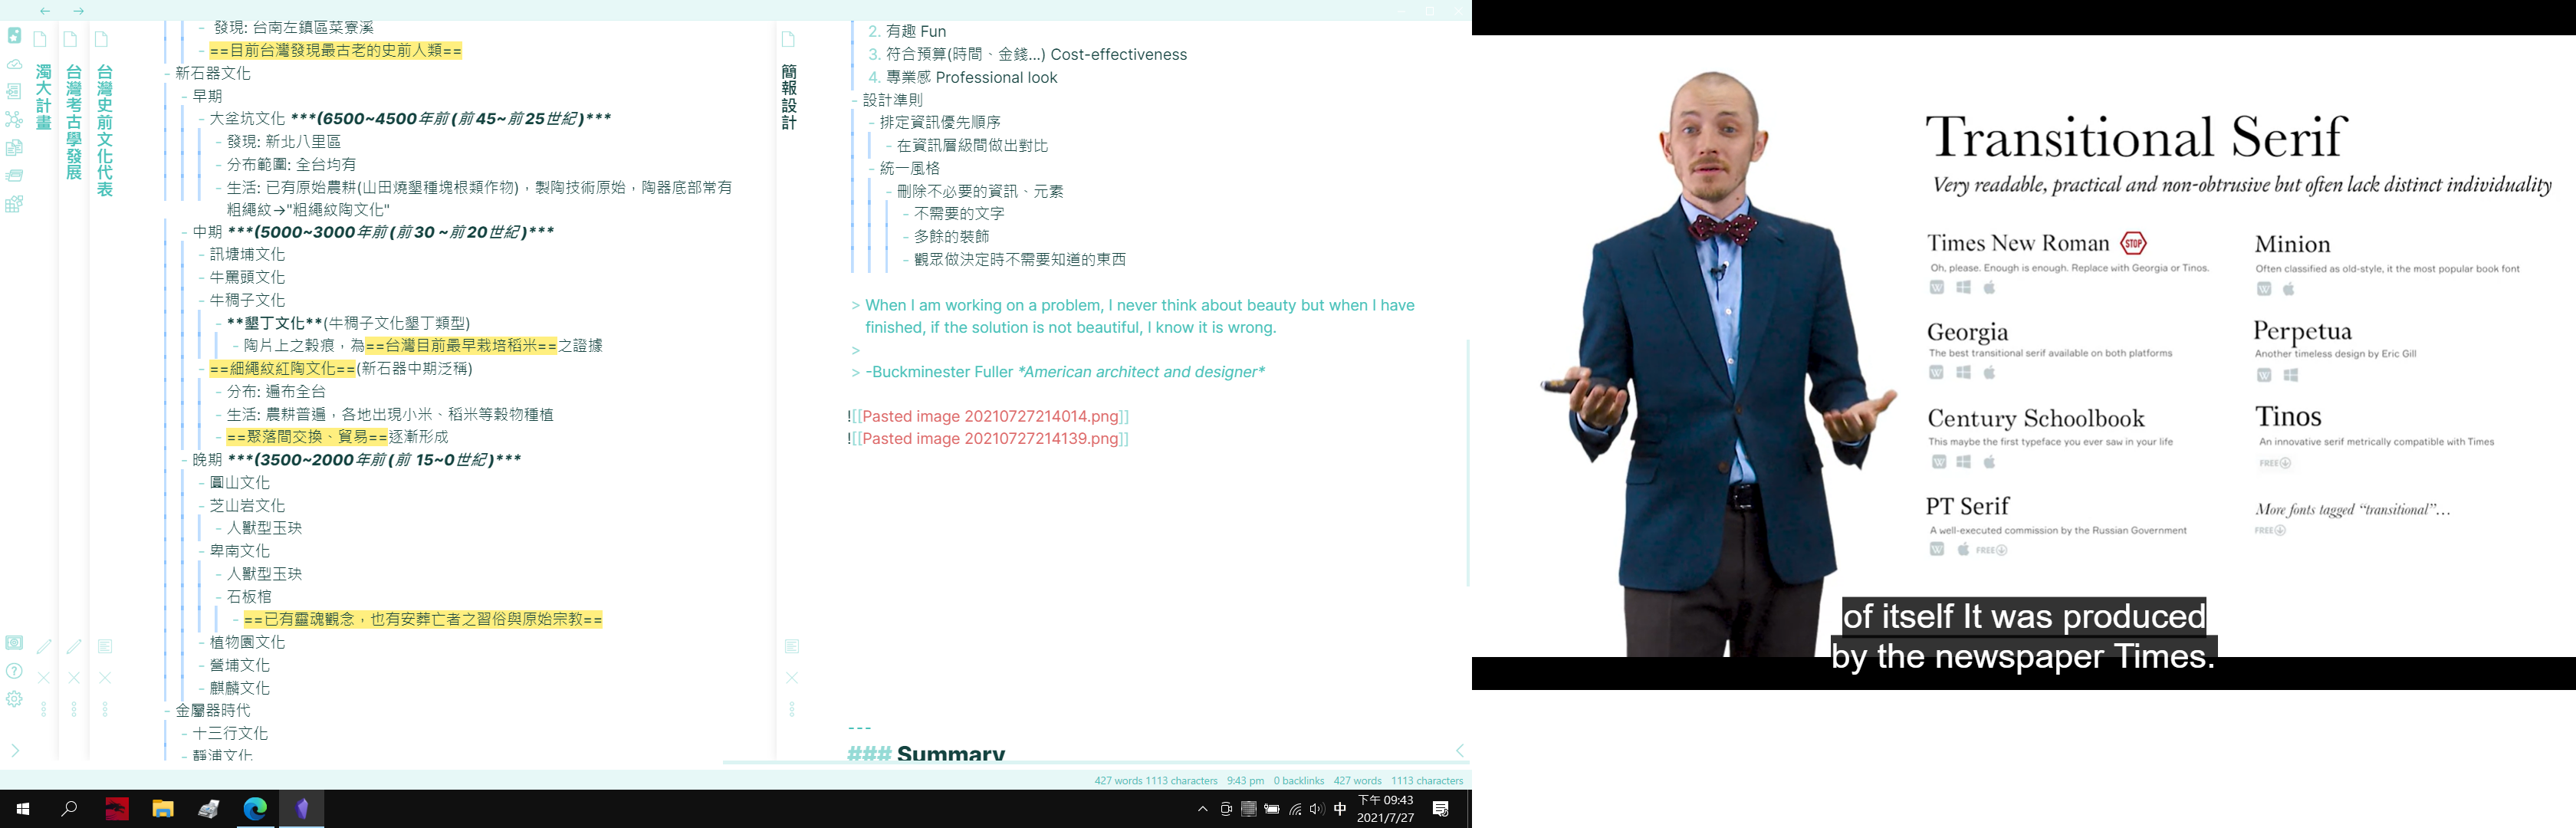 濁大計畫
台灣考古學發展
台灣史前文化代表
- 發現: 台南左鎮區菜寮溪
- ==目前台灣發現最古老的史前人類==
- 新石器文化
- 早期
- 大坌坑文化 ***(6500~4500年前 (前 45~前 25世紀 )***
- 發現: 新北八里區
- 分布範圍: 全台均有
- 生活: 已有原始農耕(山田燒墾種塊根類作物)，製陶技術原始，陶器底部常有
粗繩紋→"粗繩紋陶文化"
- 中期 ***(5000~3000年前 (前 30 ~前 20世紀 )***
- 訊塘埔文化
- 牛罵頭文化
- 牛稠子文化
- **墾丁文化**(牛稠子文化墾丁類型)
- 陶片上之穀痕，為==台灣目前最早栽培稻米==之證據
- ==細繩紋紅陶文化==(新石器中期泛稱)
- 分布: 遍布全台
- 生活: 農耕普遍，各地出現小米、稻米等穀物種植
- ==聚落間交換、貿易==逐漸形成
- 晚期 ***(3500~2000年前 (前 15~0世紀 )***
- 圓山文化
- 芝山岩文化
- 人獸型玉玦
- 卑南文化
- 人獸型玉玦
- 石板棺
- ==已有靈魂觀念，也有安葬亡者之習俗與原始宗教==
- 植物園文化
- 營埔文化
- 麒麟文化
- 金屬器時代
- 十三行文化
- 靜浦文化
簡報設計
2. 有趣 Fun
3. 符合預算(時間、金錢...) Cost-effectiveness
4. 專業感 Professional look
- 設計準則
- 排定資訊優先順序
- 在資訊層級間做出對比
- 統一風格
- 刪除不必要的資訊、元素
- 不需要的文字
- 多餘的裝飾
- 觀眾做決定時不需要知道的東西
> When I am working on a problem, I never think about beauty but when I have
finished, if the solution is not beautiful, I know it is wrong.
>
> -Buckminester Fuller *American architect and designer*
![[Pasted image 20210727214014.png]]
![[Pasted image 20210727214139.png]]
---
### Summary
427 words 1113 characters 9:43 pm 0 backlinks 427 words 1113 characters
中
下午 09:43
2021/7/27
Transitional Serif
Very readable, practical and non-obtrusive but often lack distinct individuality
Times New Roman STOP
Oh, please. Enough is enough. Replace with Georgia or Tinos.
W
Georgia
The best transitional serif available on both platforms
W
Century Schoolbook
This maybe the first typeface you ever saw in your life
W
PT Serif
A well-executed commission by the Russian Government
W FREE
Minion
Often classified as old-style, it the most popular book font
W
Perpetua
Another timeless design by Eric Gill
W
Tinos
An innovative serif metrically compatible with Times
FREE
More fonts tagged “transitional”...
FREE
of itself It was produced
by the newspaper Times.